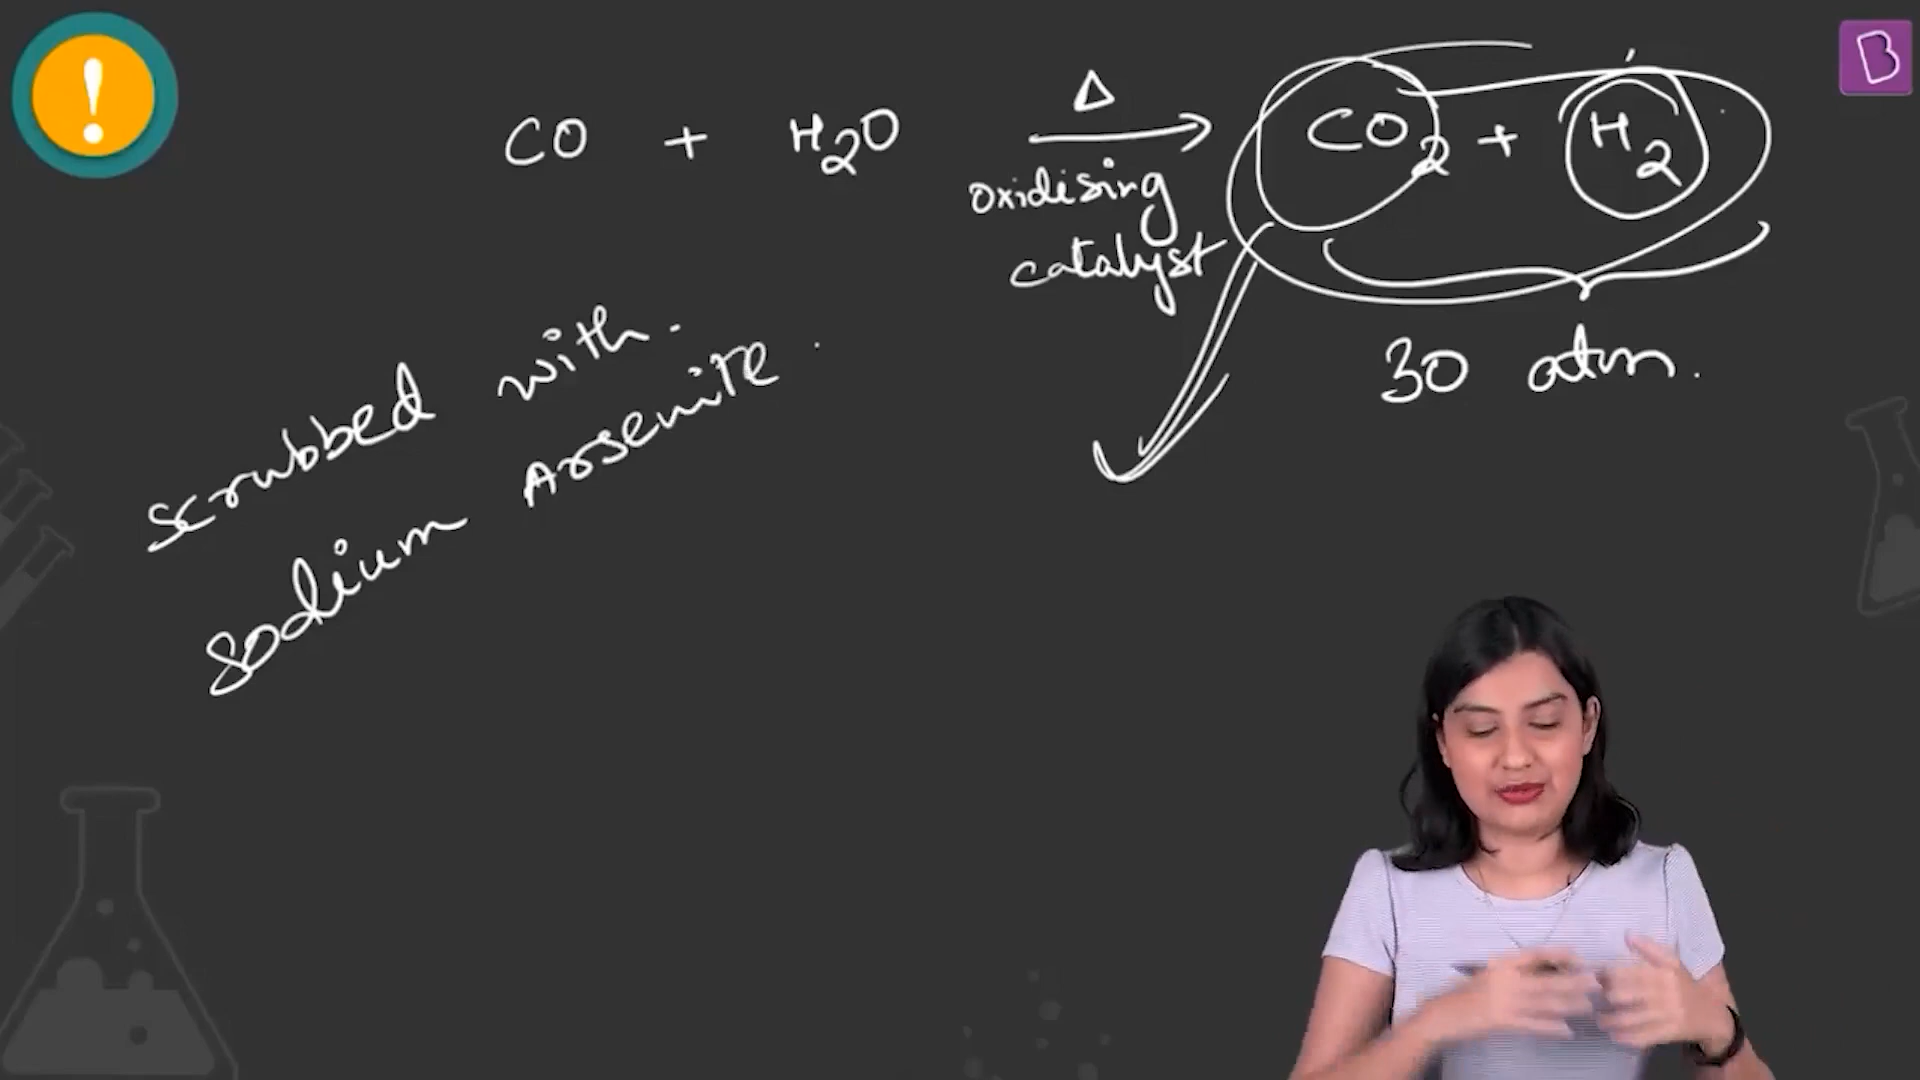 CO + H2O Δ CO2 + H2
oxidising
catalyst
30 atm.
scrubbed with.
Sodium Arsenite.
B
!